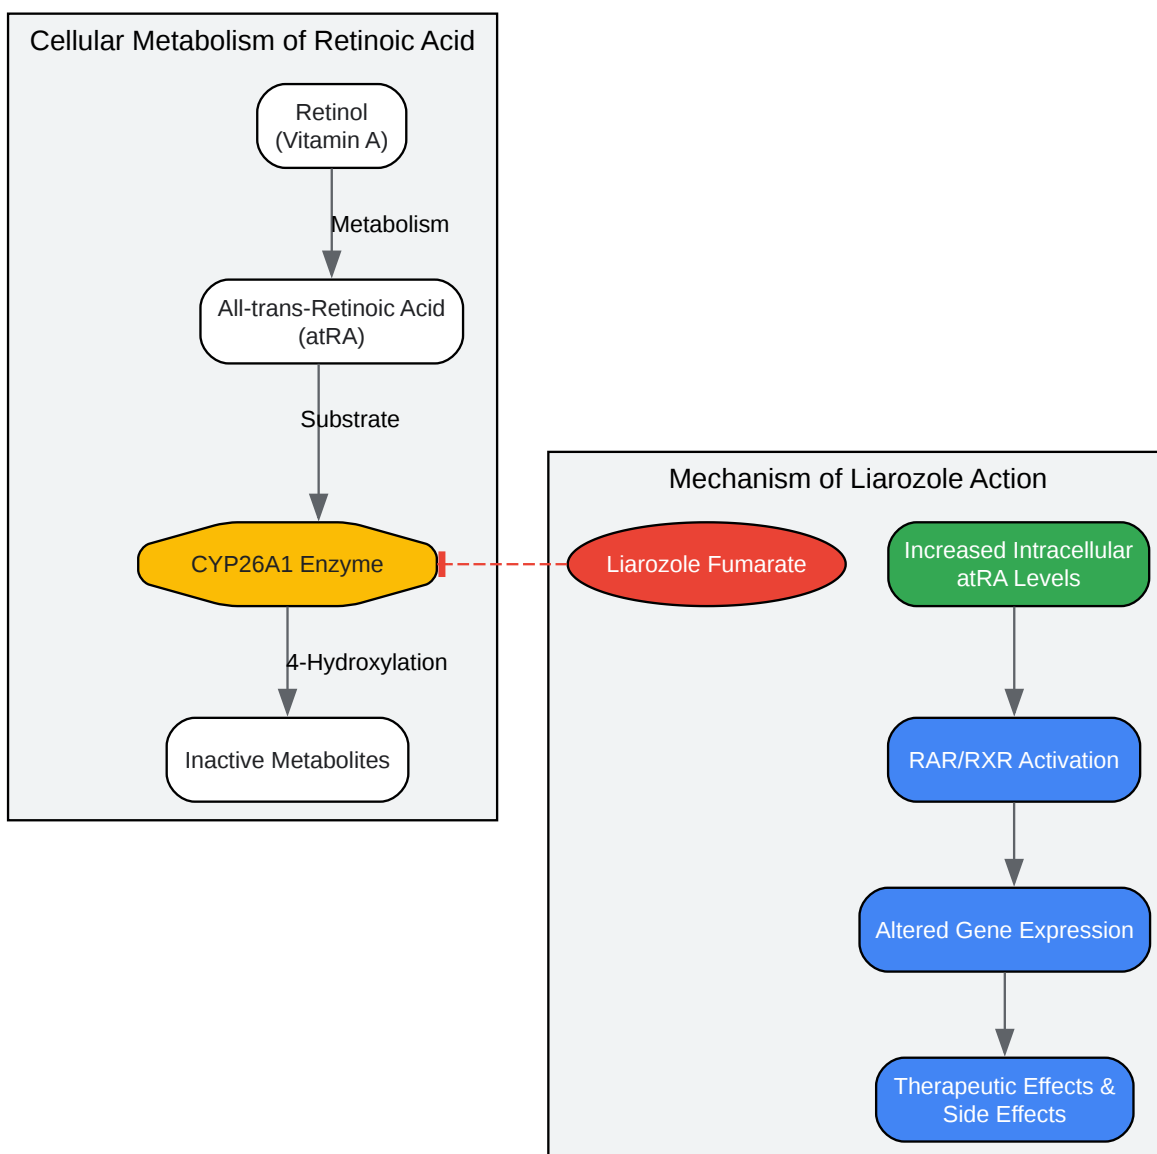 Cellular Metabolism of Retinoic Acid
Retinol
(Vitamin A)
Metabolism
All-trans-Retinoic Acid
(atRA)
Substrate
CYP26A1 Enzyme
4-Hydroxylation
Inactive Metabolites
Mechanism of Liarozole Action
Liarozole Fumarate
Increased Intracellular
atRA Levels
RAR/RXR Activation
Altered Gene Expression
Therapeutic Effects &
Side Effects